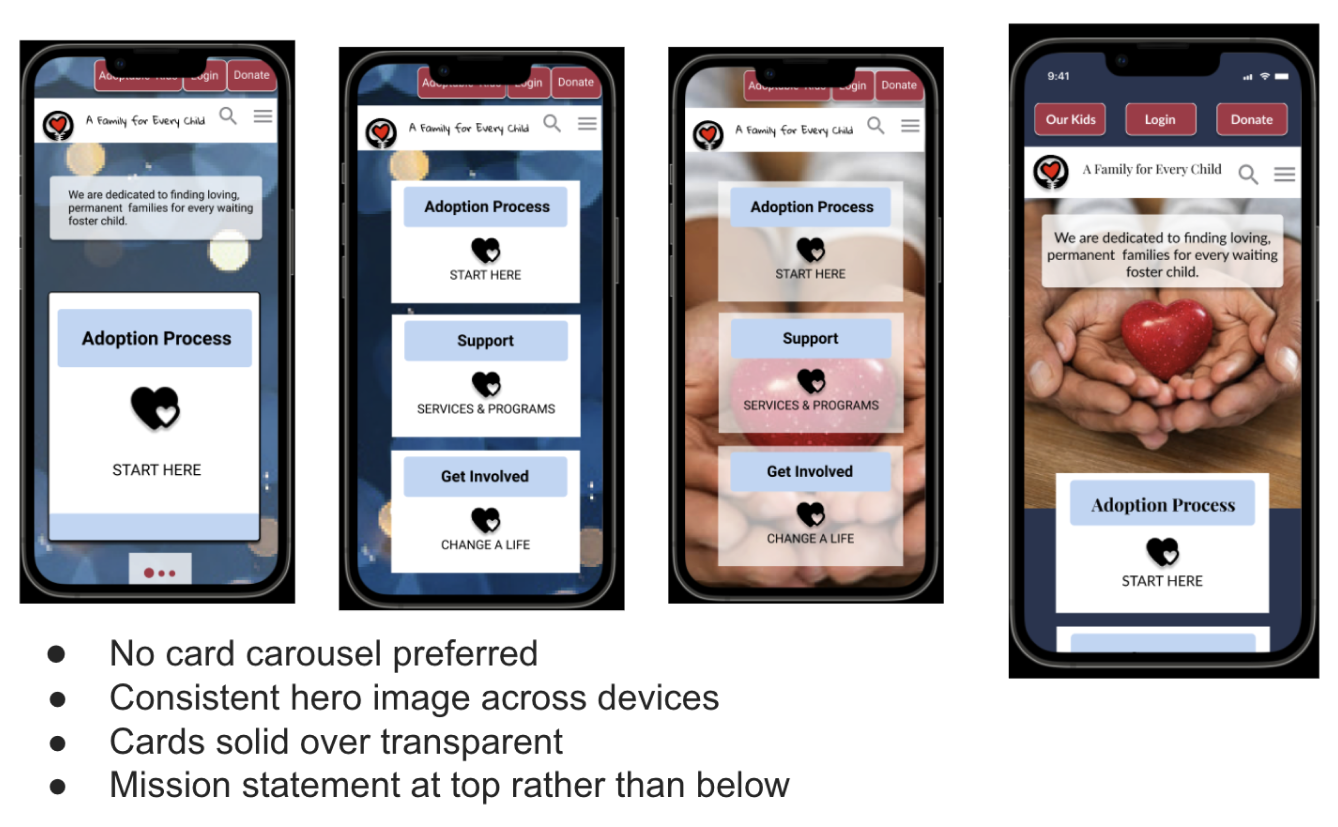 Login
Donate
A Family for Every Child
We are dedicated to finding loving,
permanent families for every waiting
foster child.
Adoption Process
START HERE
Donate
A Family for Every Child
Adoption Process
START HERE
Support
SERVICES & PROGRAMS
Get Involved
CHANGE A LIFE
Donate
A Family for Every Child
Adoption Process
START HERE
Support
SERVICES & PROGRAMS
Get Involved
CHANGE A LIFE
9:41
Our Kids
Login
Donate
A Family for Every Child
We are dedicated to finding loving,
permanent families for every waiting
foster child.
Adoption Process
START HERE
● No card carousel preferred
● Consistent hero image across devices
● Cards solid over transparent
● Mission statement at top rather than below